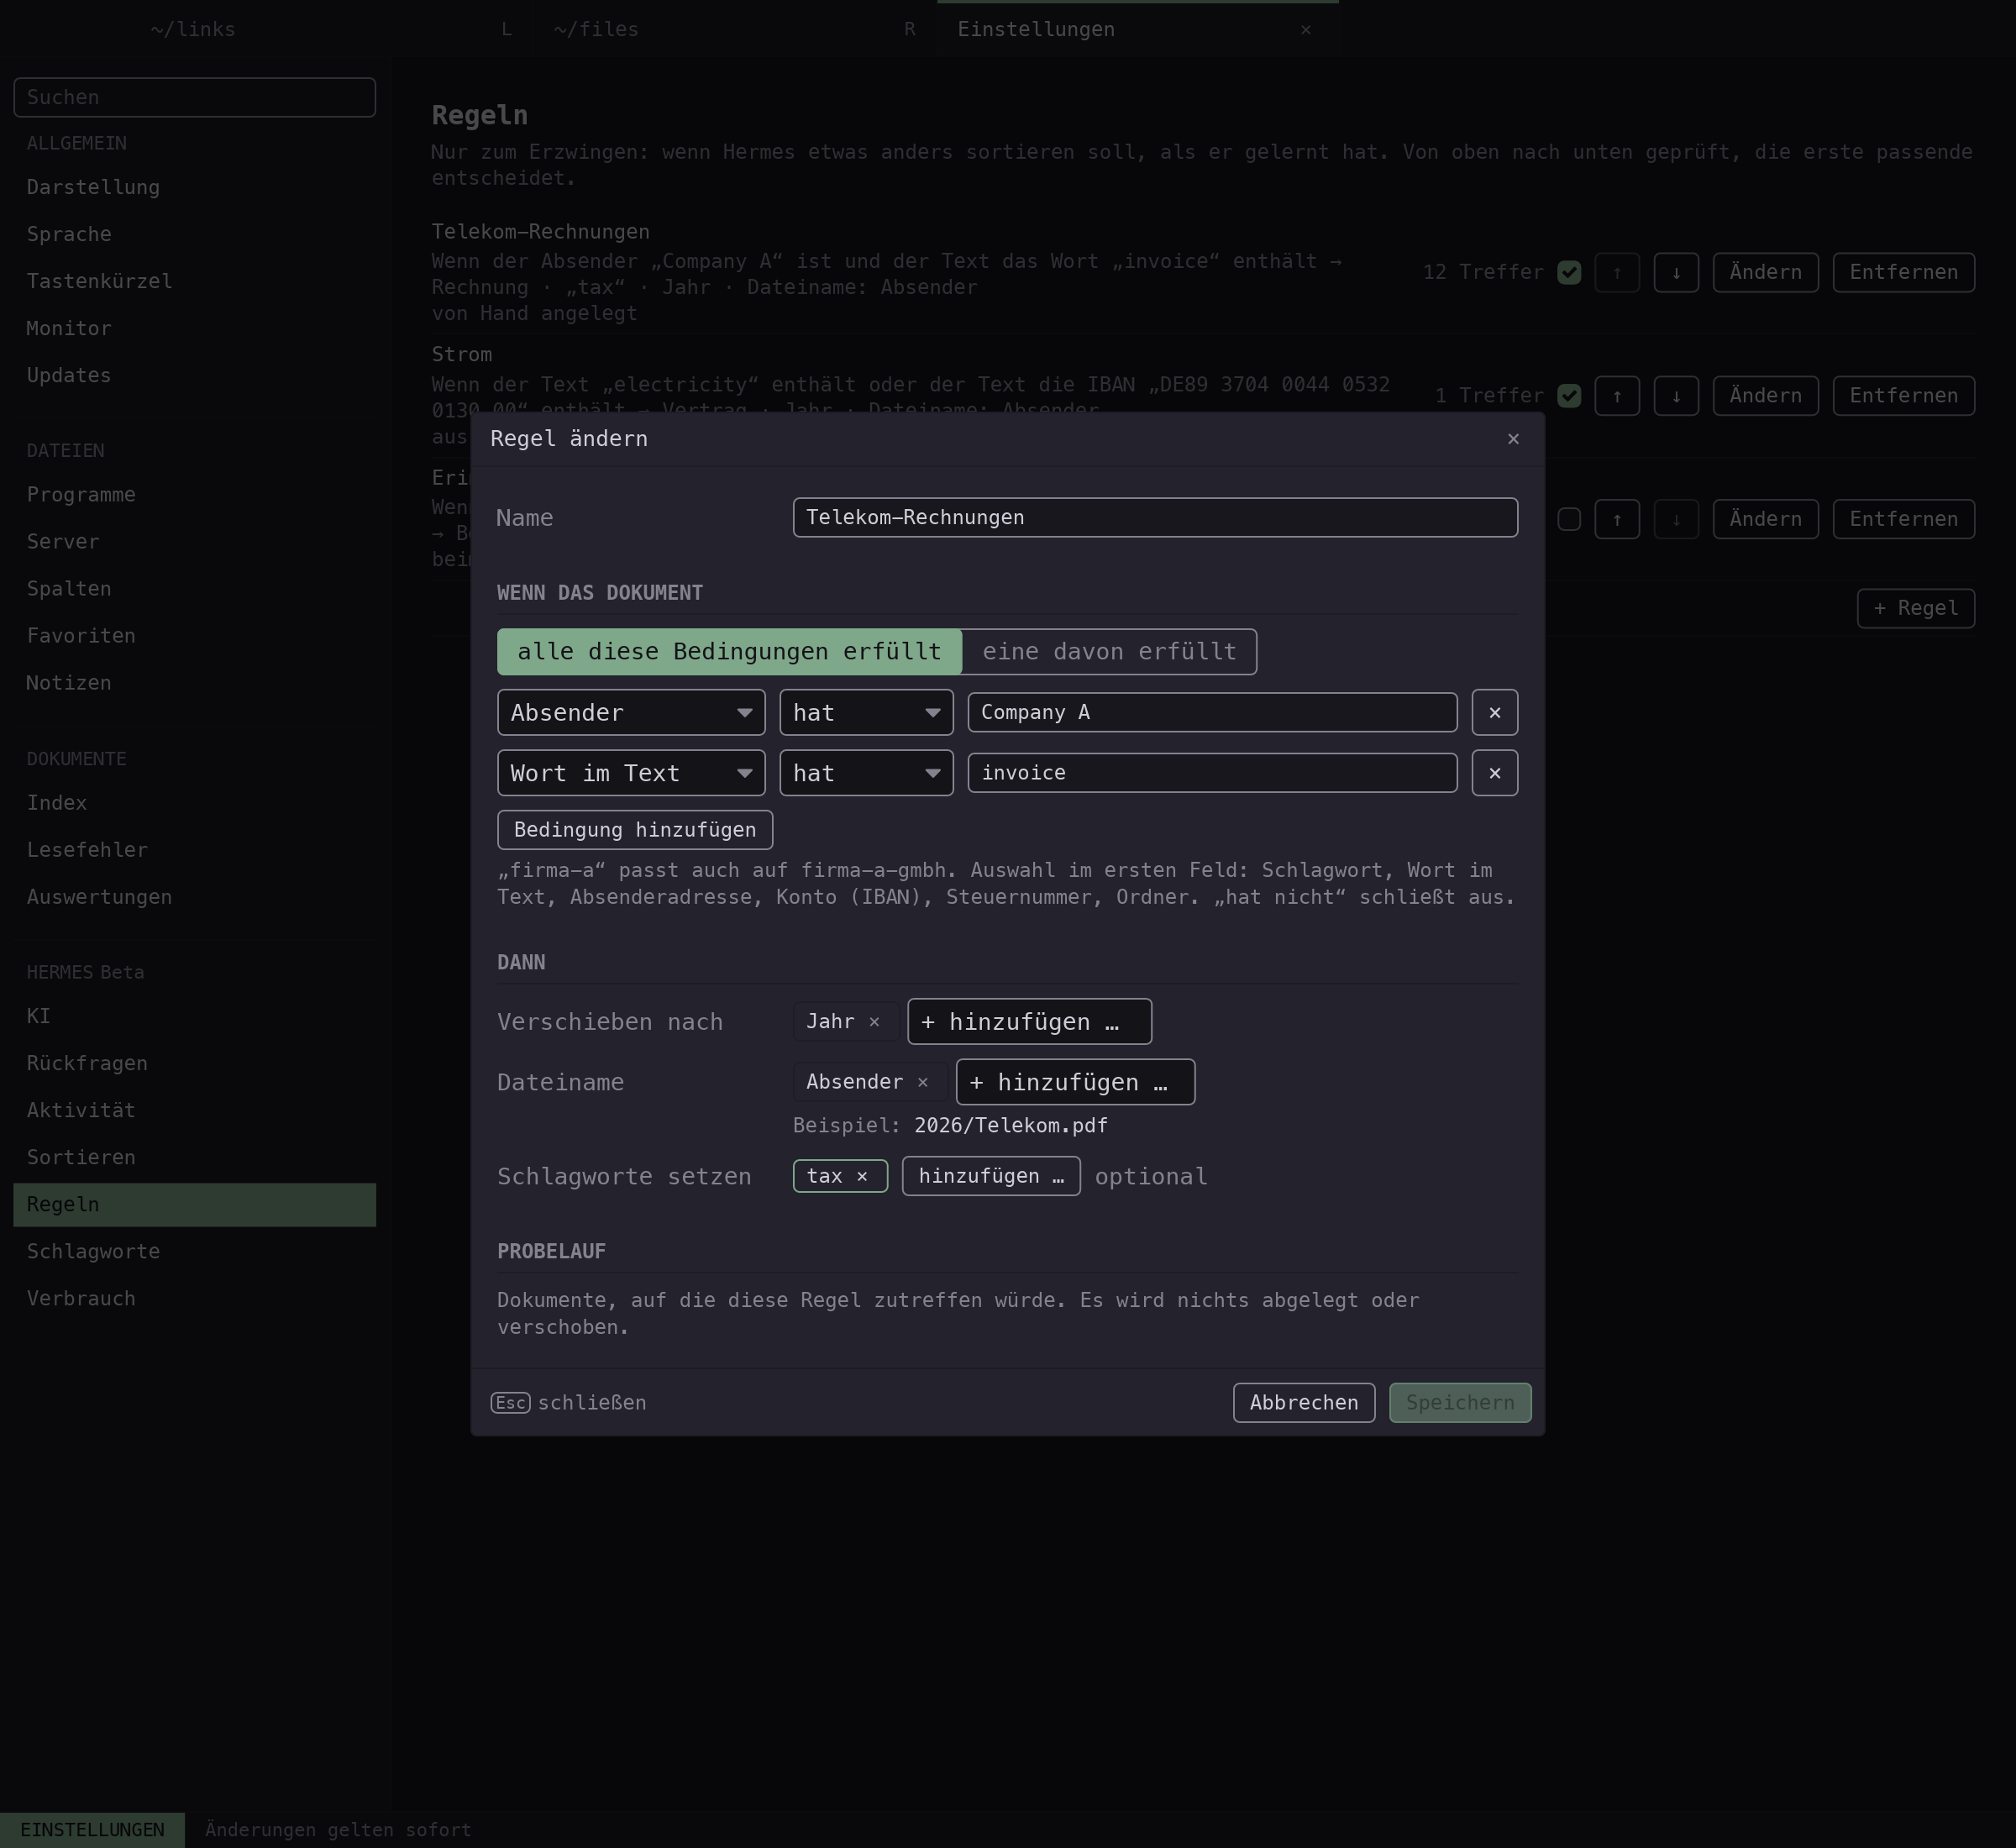 ~/links L ~/files R Einstellungen ×
Suchen
ALLGEMEIN
Darstellung
Sprache
Tastenkürzel
Monitor
Updates
DATEIEN
Programme
Server
Spalten
Favoriten
Notizen
DOKUMENTE
Index
Lesefehler
Auswertungen
HERMES Beta
KI
Rückfragen
Aktivität
Sortieren
Regeln
Schlagworte
Verbrauch
Regeln
Nur zum Erzwingen: wenn Hermes etwas anders sortieren soll, als er gelernt hat. Von oben nach unten geprüft, die erste passende
entscheidet.
Telekom-Rechnungen
Wenn der Absender „Company A“ ist und der Text das Wort „invoice“ enthält →
Rechnung · „tax“ · Jahr · Dateiname: Absender
von Hand angelegt
12 Treffer ↑ ↓ Ändern Entfernen
Strom
Wenn der Text „electricity“ enthält oder der Text die IBAN „DE89 3704 0044 0532
0130 00“ enthält → Vertrag · Jahr · Dateiname: Absender
aus
1 Treffer ↑ ↓ Ändern Entfernen
↑ ↓ Ändern Entfernen
+ Regel
Regel ändern ×
Name Telekom-Rechnungen
WENN DAS DOKUMENT
alle diese Bedingungen erfüllt eine davon erfüllt
Absender hat Company A ×
Wort im Text hat invoice ×
Bedingung hinzufügen
„firma-a“ passt auch auf firma-a-gmbh. Auswahl im ersten Feld: Schlagwort, Wort im
Text, Absenderadresse, Konto (IBAN), Steuernummer, Ordner. „hat nicht“ schließt aus.
DANN
Verschieben nach Jahr × + hinzufügen …
Dateiname Absender × + hinzufügen …
Beispiel: 2026/Telekom.pdf
Schlagworte setzen tax × hinzufügen … optional
PROBELAUF
Dokumente, auf die diese Regel zutreffen würde. Es wird nichts abgelegt oder
verschoben.
Esc schließen Abbrechen Speichern
EINSTELLUNGEN Änderungen gelten sofort